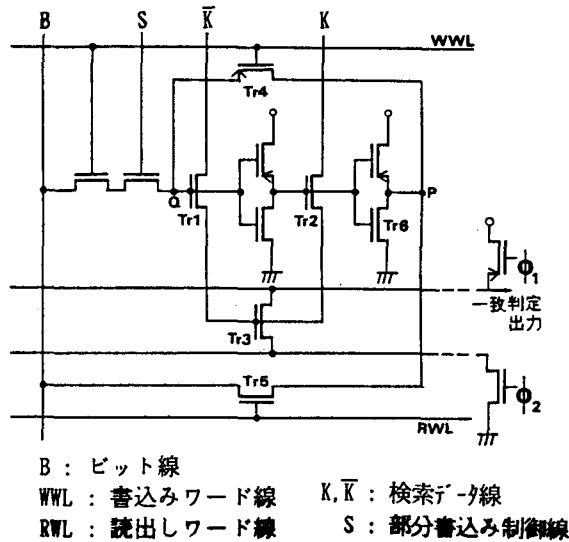 B S K̅ K
WWL
Tr4
Q
P
Tr1
Tr2
Tr6
Φ1
一致判定
出力
Tr3
Tr5
Φ2
RWL
B : ビット線
WWL : 書込みワード線
K, K̅ : 検索データ線
RWL : 読出しワード線
S : 部分書込み制御線